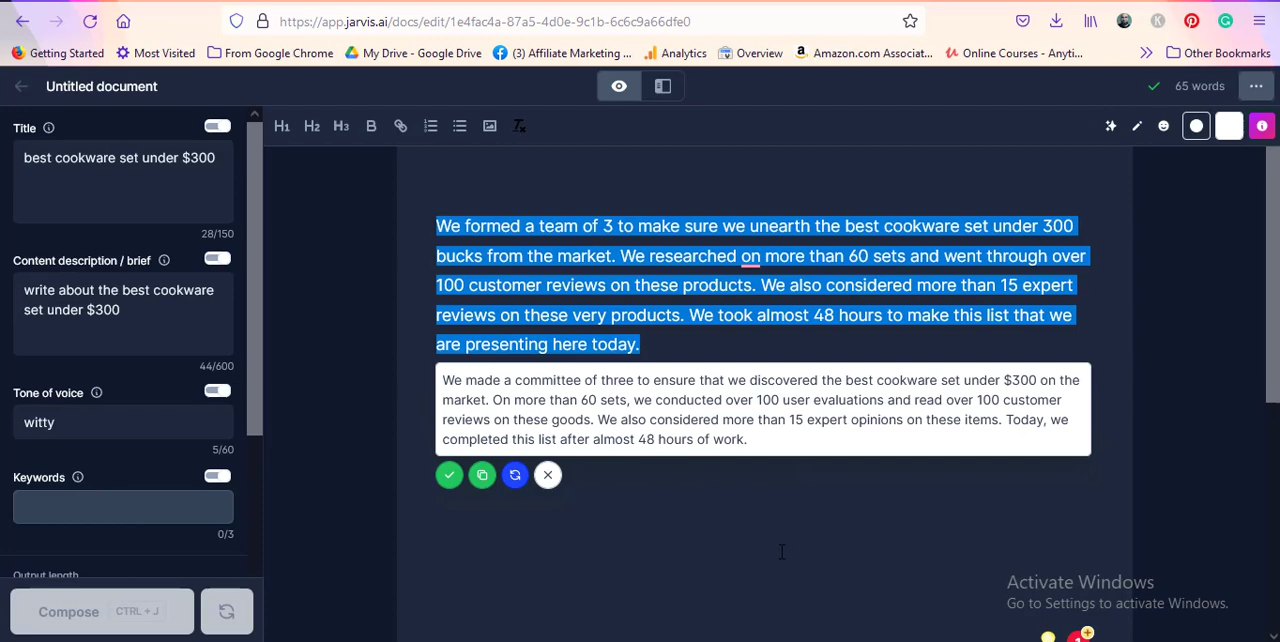 https://app.jarvis.ai/docs/edit/1e4fac4a-87a5-4d0e-9c1b-6c6c9a66dfe0
Getting Started Most Visited From Google Chrome My Drive - Google Drive (3) Affiliate Marketing ... Analytics Overview Amazon.com Associat... Online Courses - Anyti... Other Bookmarks
Untitled document 65 words
Title
best cookware set under $300
28/150
Content description / brief
write about the best cookware
set under $300
44/600
Tone of voice
witty
5/60
Keywords
0/3
Output length
Compose CTRL + J
H1 H2 H3 B
We formed a team of 3 to make sure we unearth the best cookware set under 300
bucks from the market. We researched on more than 60 sets and went through over
100 customer reviews on these products. We also considered more than 15 expert
reviews on these very products. We took almost 48 hours to make this list that we
are presenting here today.
We made a committee of three to ensure that we discovered the best cookware set under $300 on the
market. On more than 60 sets, we conducted over 100 user evaluations and read over 100 customer
reviews on these goods. We also considered more than 15 expert opinions on these items. Today, we
completed this list after almost 48 hours of work.
Activate Windows
Go to Settings to activate Windows.